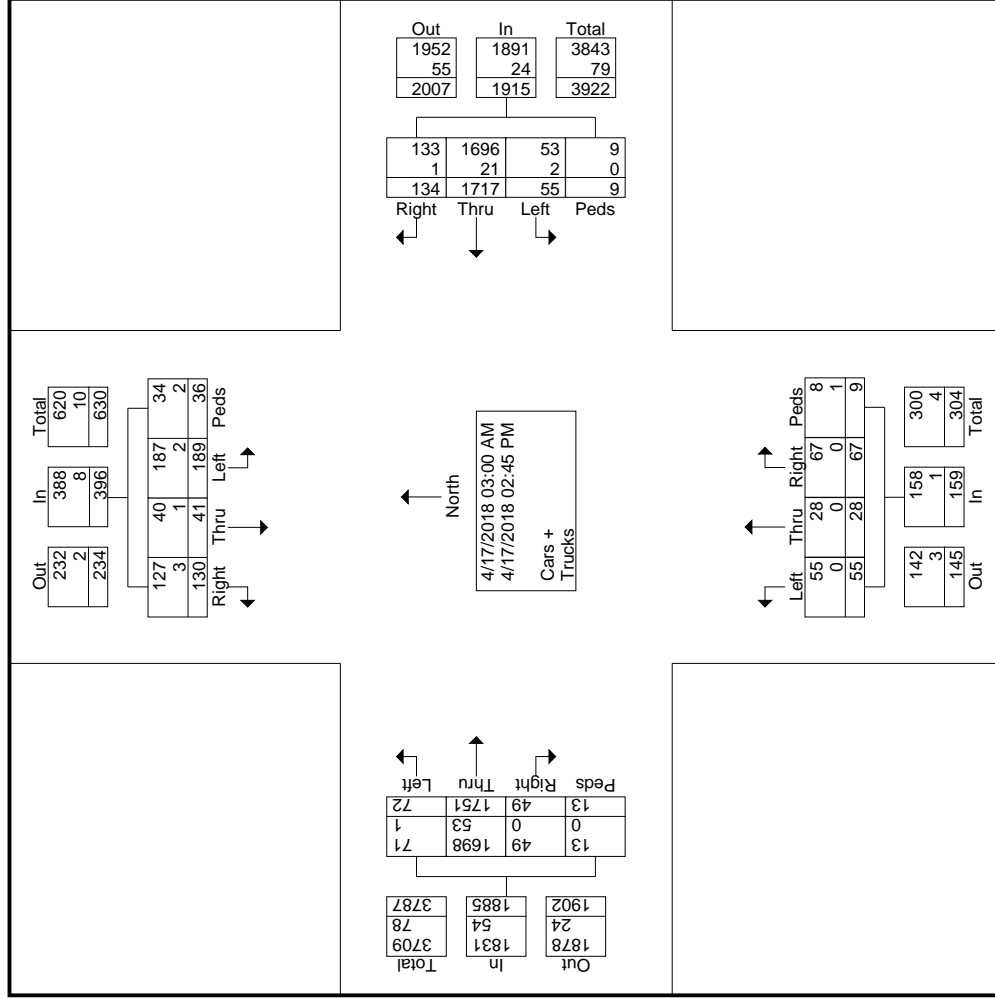 Out In Total
1952 1891 3843
55 24 79
2007 1915 3922
133 1696 53 9
1 21 2 0
134 1717 55 9
Right Thru Left Peds
Out In Total
232 388 620
2 8 10
234 396 630
127 40 187 34
3 1 2 2
130 41 189 36
Right Thru Left Peds
North
4/17/2018 03:00 AM
4/17/2018 02:45 PM
Cars +
Trucks
Left Thru Right Peds
55 28 67 8
0 0 0 1
55 28 67 9
142 158 300
3 1 4
145 159 304
Out In Total
Left Thru Right Peds
72 1751 49 13
1 53 0 0
71 1698 49 13
3787 1885 1902
78 54 24
3709 1831 1878
Total In Out